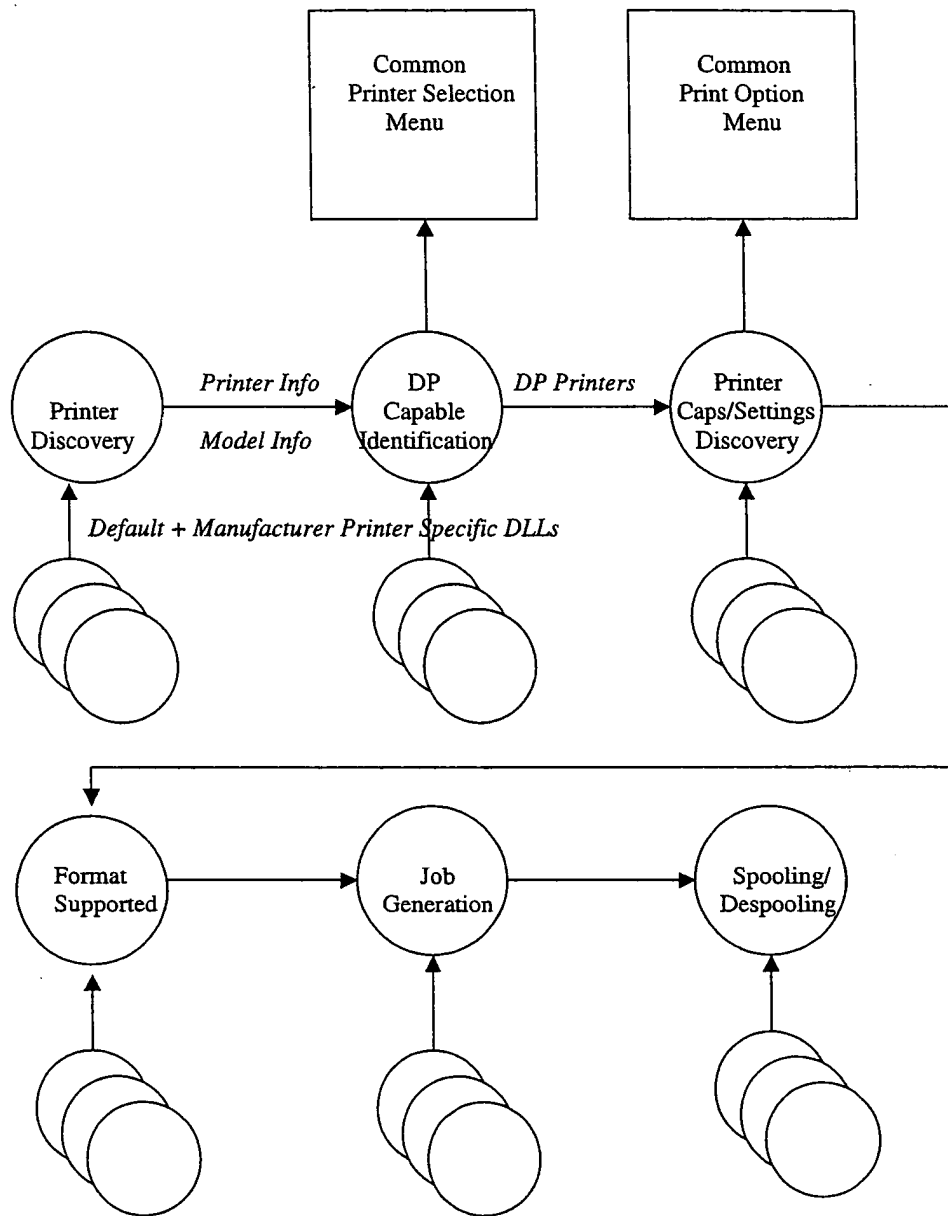 Common
Printer Selection
Menu
Common
Print Option
Menu
Printer
Discovery
Printer Info
Model Info
DP
Capable
Identification
DP Printers
Printer
Caps/Settings
Discovery
Default + Manufacturer Printer Specific DLLs
Format
Supported
Job
Generation
Spooling/
Despooling